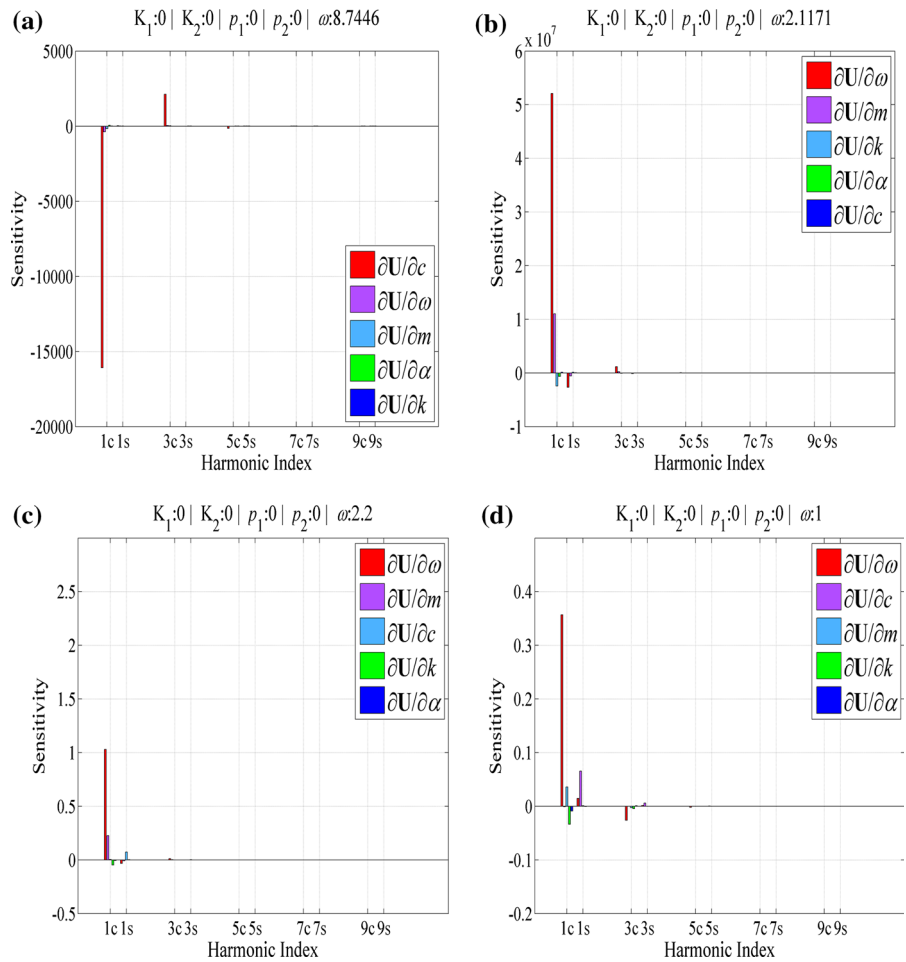 (a)
K₁:0 | K₂:0 | p₁:0 | p₂:0 | ω:8.7446
5000
0
-5000
-10000
-15000
-20000
Sensitivity
∂U/∂c
∂U/∂ω
∂U/∂m
∂U/∂α
∂U/∂k
1c 1s 3c 3s 5c 5s 7c 7s 9c 9s
Harmonic Index
(b)
K₁:0 | K₂:0 | p₁:0 | p₂:0 | ω:2.1171
x 10⁷
6
5
4
3
2
1
0
-1
Sensitivity
∂U/∂ω
∂U/∂m
∂U/∂k
∂U/∂α
∂U/∂c
1c 1s 3c 3s 5c 5s 7c 7s 9c 9s
Harmonic Index
(c)
K₁:0 | K₂:0 | p₁:0 | p₂:0 | ω:2.2
2.5
2
1.5
1
0.5
0
-0.5
Sensitivity
∂U/∂ω
∂U/∂m
∂U/∂c
∂U/∂k
∂U/∂α
1c 1s 3c 3s 5c 5s 7c 7s 9c 9s
Harmonic Index
(d)
K₁:0 | K₂:0 | p₁:0 | p₂:0 | ω:1
0.4
0.3
0.2
0.1
0
-0.1
-0.2
Sensitivity
∂U/∂ω
∂U/∂c
∂U/∂m
∂U/∂k
∂U/∂α
1c 1s 3c 3s 5c 5s 7c 7s 9c 9s
Harmonic Index